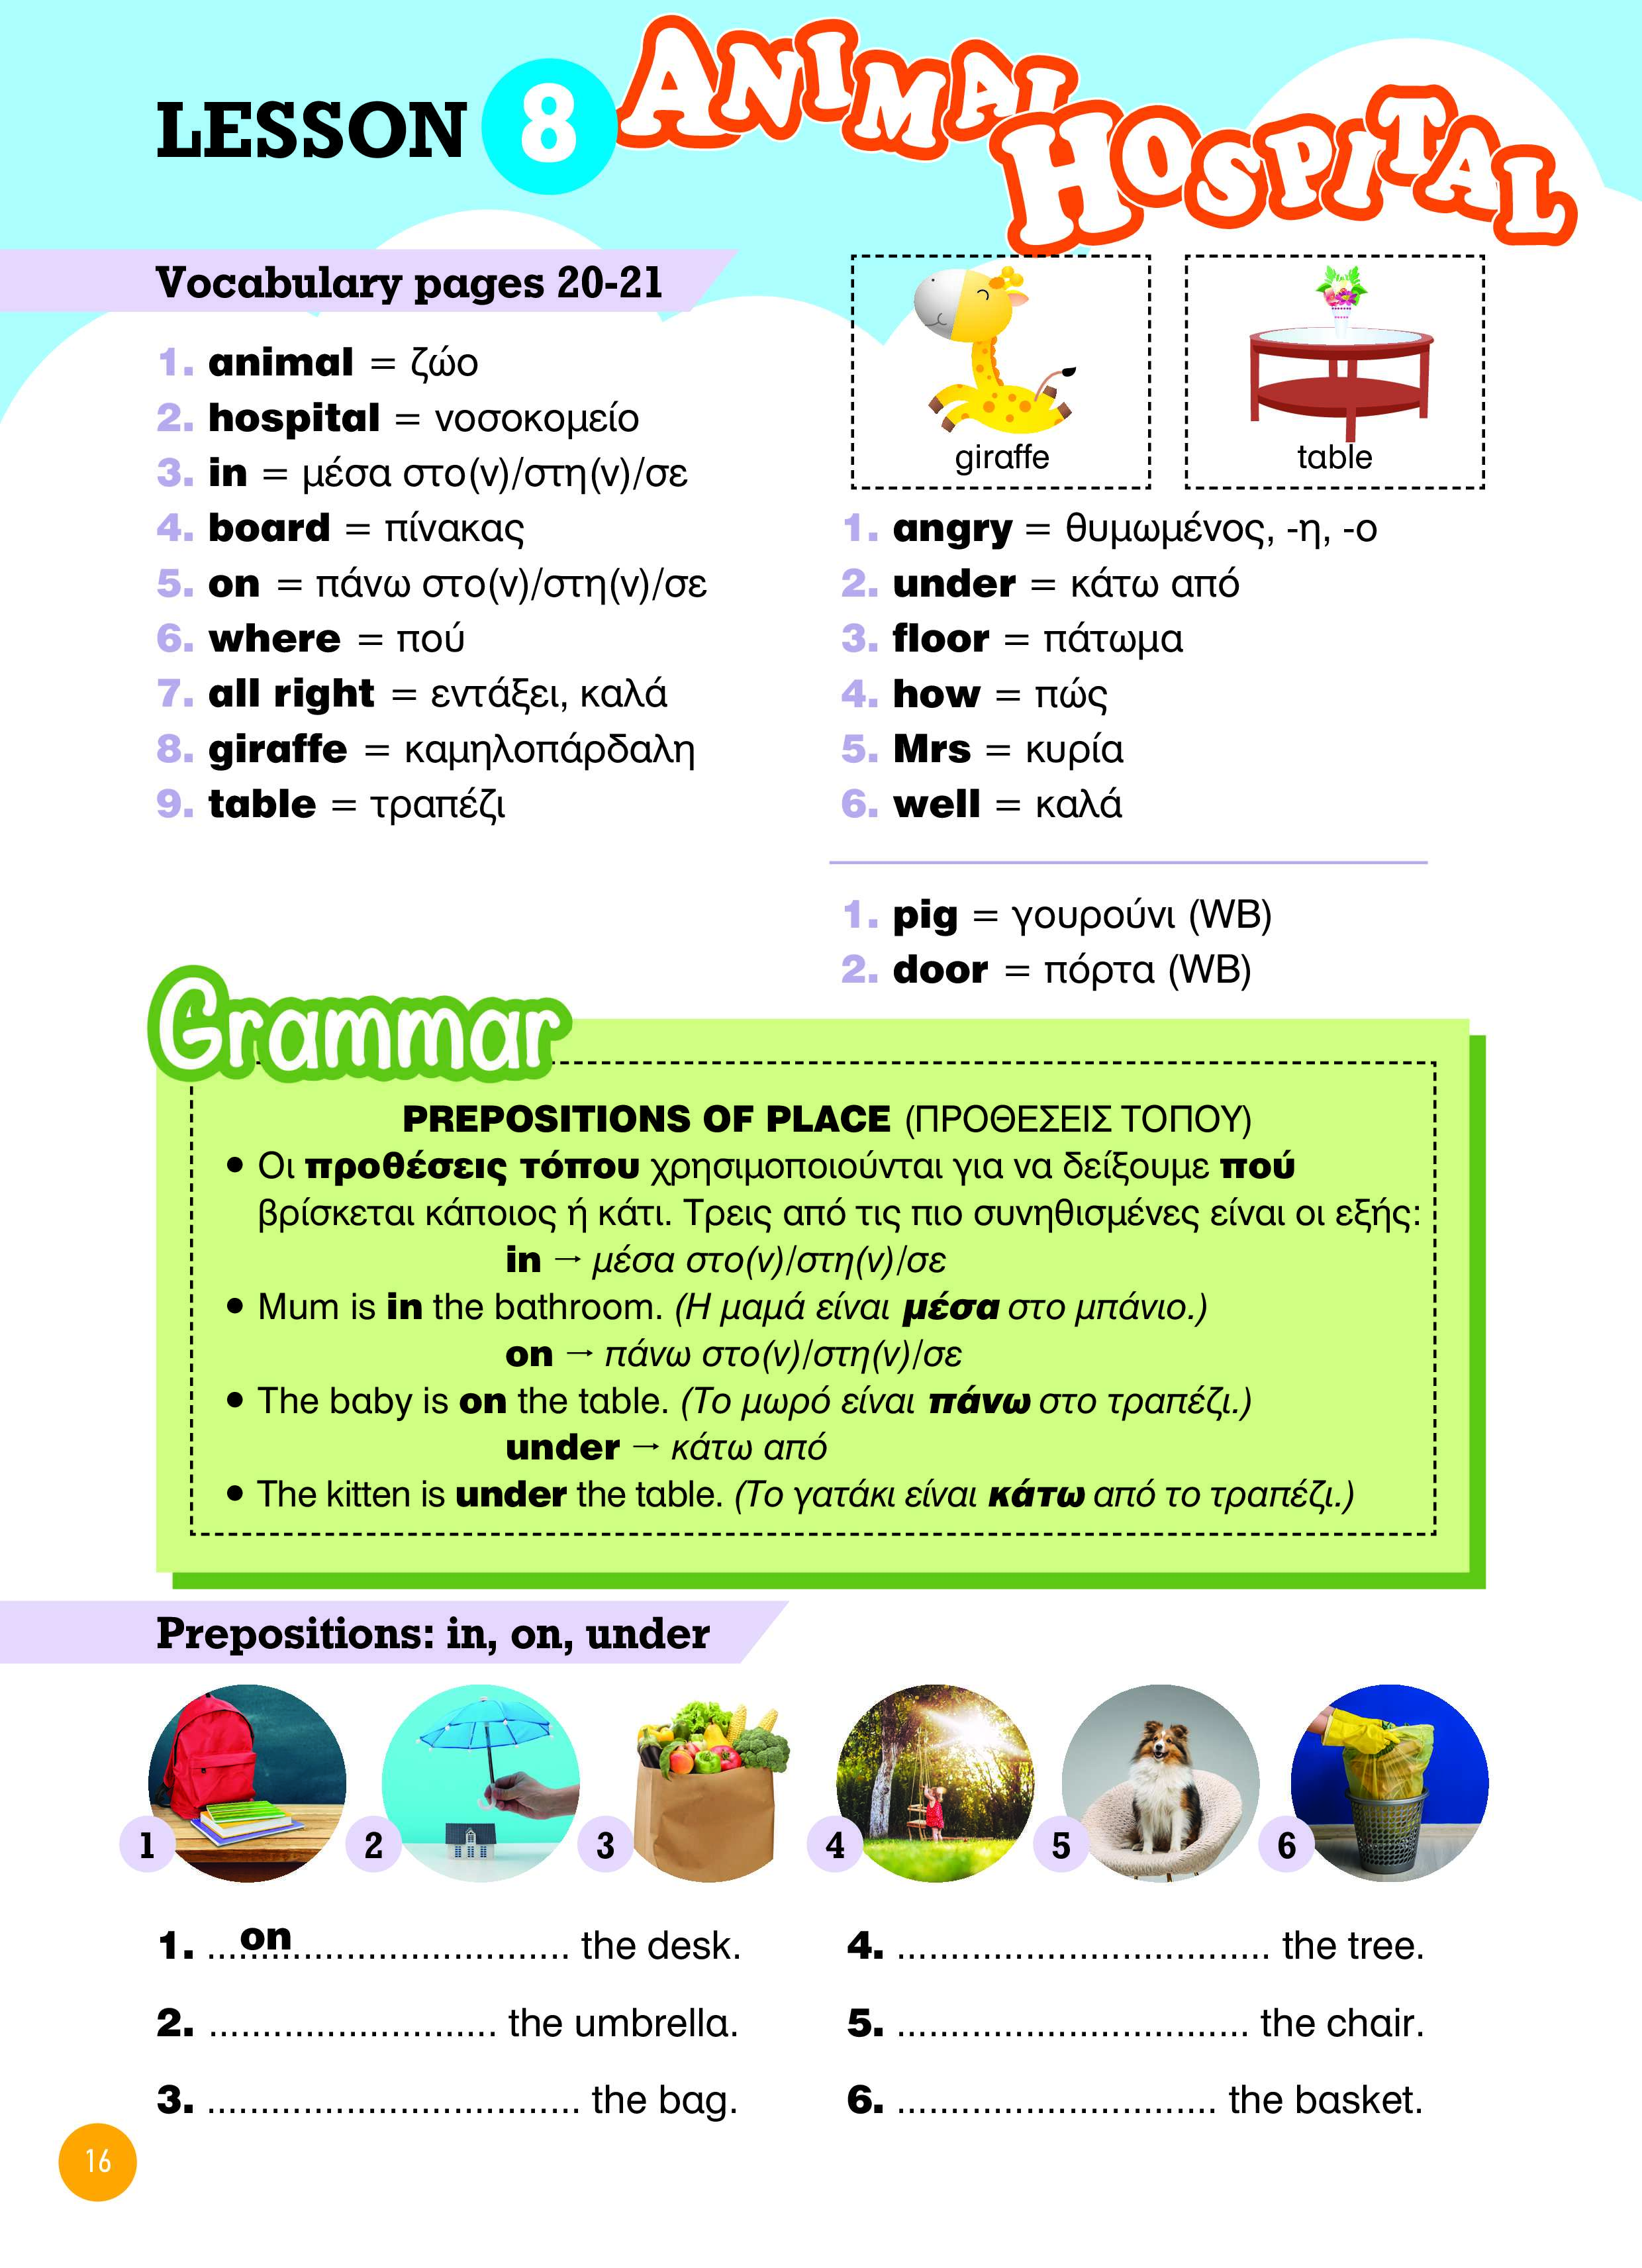 LESSON 8 ANIMAL HOSPITAL
Vocabulary pages 20-21
1. animal = ζώο
2. hospital = νοσοκομείο
3. in = μέσα στο(ν)/στη(ν)/σε
4. board = πίνακας
5. on = πάνω στο(ν)/στη(ν)/σε
6. where = πού
7. all right = εντάξει, καλά
8. giraffe = καμηλοπάρδαλη
9. table = τραπέζι
giraffe
table
1. angry = θυμωμένος, -η, -ο
2. under = κάτω από
3. floor = πάτωμα
4. how = πώς
5. Mrs = κυρία
6. well = καλά
1. pig = γουρούνι (WB)
2. door = πόρτα (WB)
Grammar
PREPOSITIONS OF PLACE (ΠΡΟΘΕΣΕΙΣ ΤΟΠΟΥ)
• Οι προθέσεις τόπου χρησιμοποιούνται για να δείξουμε πού
βρίσκεται κάποιος ή κάτι. Τρεις από τις πιο συνηθισμένες είναι οι εξής:
in → μέσα στο(ν)/στη(ν)/σε
• Mum is in the bathroom. (Η μαμά είναι μέσα στο μπάνιο.)
on → πάνω στο(ν)/στη(ν)/σε
• The baby is on the table. (Το μωρό είναι πάνω στο τραπέζι.)
under → κάτω από
• The kitten is under the table. (Το γατάκι είναι κάτω από το τραπέζι.)
Prepositions: in, on, under
1 2 3 4 5 6
1. ...on.......................... the desk.
2. ........................... the umbrella.
3. ................................... the bag.
4. ................................... the tree.
5. ................................. the chair.
6. .............................. the basket.
16